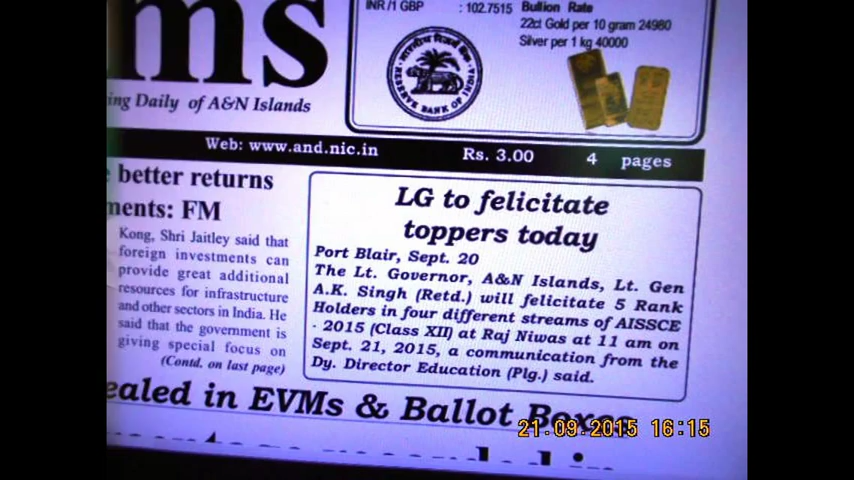 ms
ing Daily of A&N Islands
INR /1 GBP : 102.7515
Bullion Rate
22ct Gold per 10 gram 24980
Silver per 1 kg 40000
भारतीय रिज़र्व बैंक
RESERVE BANK OF INDIA
Web: www.and.nic.in Rs. 3.00 4 pages
better returns
ments: FM
Kong, Shri Jaitley said that
foreign investments can
provide great additional
resources for infrastructure
and other sectors in India. He
said that the government is
giving special focus on
(Contd. on last page)
LG to felicitate
toppers today
Port Blair, Sept. 20
The Lt. Governor, A&N Islands, Lt. Gen
A.K. Singh (Retd.) will felicitate 5 Rank
Holders in four different streams of AISSCE
- 2015 (Class XII) at Raj Niwas at 11 am on
Sept. 21, 2015, a communication from the
Dy. Director Education (Plg.) said.
ealed in EVMs & Ballot Boxes
21.09.2015 16:15